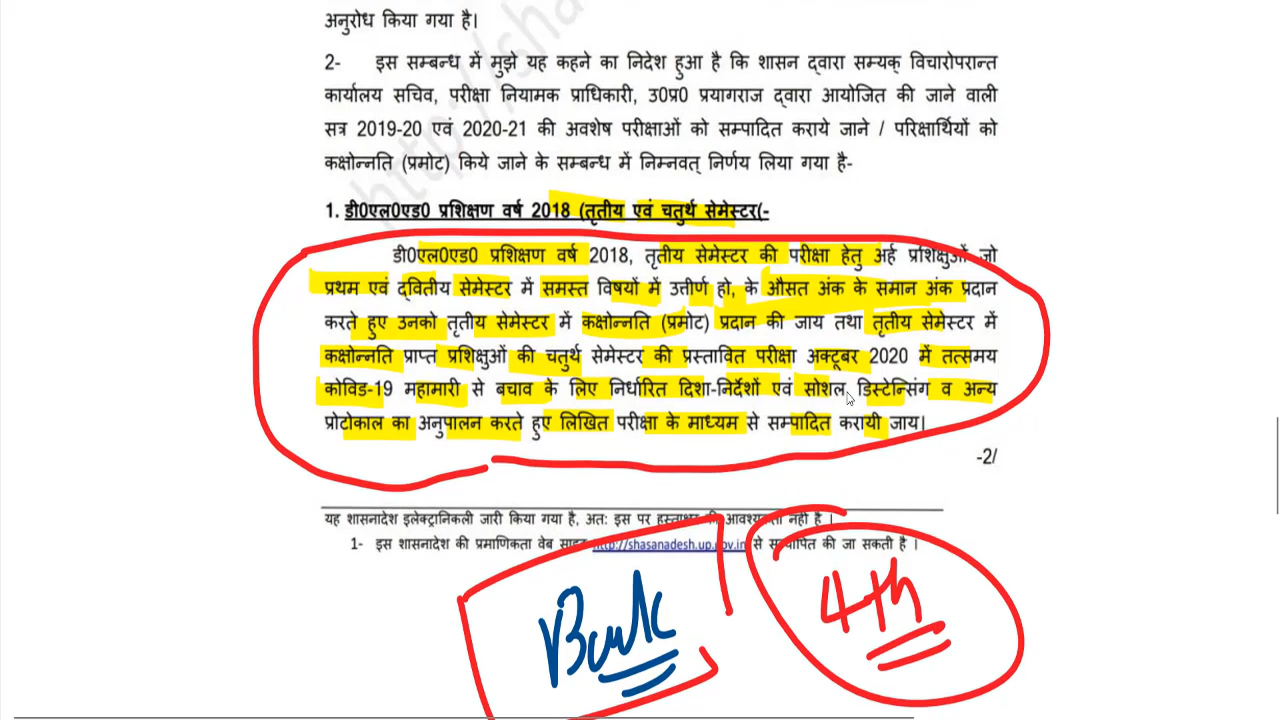 अनुरोध किया गया है।
2- इस सम्बन्ध में मुझे यह कहने का निदेश हुआ है कि शासन द्वारा सम्यक् विचारोपरान्त
कार्यालय सचिव, परीक्षा नियामक प्राधिकारी, उ0प्र0 प्रयागराज द्वारा आयोजित की जाने वाली
सत्र 2019-20 एवं 2020-21 की अवशेष परीक्षाओं को सम्पादित कराये जाने / परिक्षार्थियों को
कक्षोन्नति (प्रमोट) किये जाने के सम्बन्ध में निम्नवत् निर्णय लिया गया है-
1. डी0एल0एड0 प्रशिक्षण वर्ष 2018 (तृतीय एवं चतुर्थ सेमेस्टर(-
डी0एल0एड0 प्रशिक्षण वर्ष 2018, तृतीय सेमेस्टर की परीक्षा हेतु अर्ह प्रशिक्षुओं जो
प्रथम एवं द्वितीय सेमेस्टर में समस्त विषयों में उत्तीर्ण हो, के औसत अंक के समान अंक प्रदान
करते हुए उनको तृतीय सेमेस्टर में कक्षोन्नति (प्रमोट) प्रदान की जाय तथा तृतीय सेमेस्टर में
कक्षोन्नति प्राप्त प्रशिक्षुओं की चतुर्थ सेमेस्टर की प्रस्तावित परीक्षा अक्टूबर 2020 में तत्समय
कोविड-19 महामारी से बचाव के लिए निर्धारित दिशा-निर्देशों एवं सोशल डिस्टेन्सिंग व अन्य
प्रोटोकाल का अनुपालन करते हुए लिखित परीक्षा के माध्यम से सम्पादित करायी जाय।
-2/
यह शासनादेश इलेक्ट्रानिकली जारी किया गया है, अत: इस पर हस्ताक्षर की आवश्यकता नही है ।
1- इस शासनादेश की प्रमाणिकता वेब साइट http://shasanadesh.up.gov.in से सत्यापित की जा सकती है ।
4th